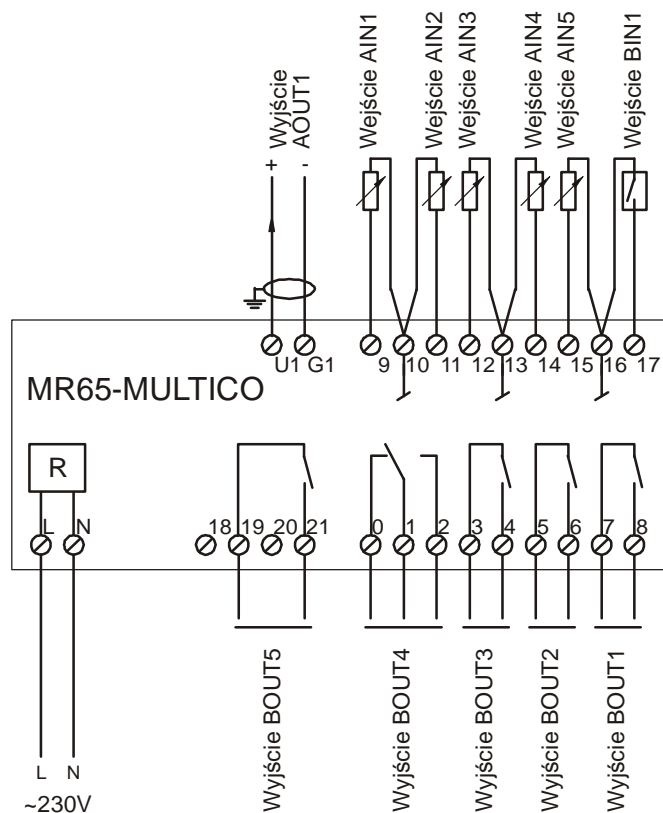 Wyjście
AOUT1
Wejście AIN1
Wejście AIN2
Wejście AIN3
Wejście AIN4
Wejście AIN5
Wejście BIN1
+ -
U1 G1 9 10 11 12 13 14 15 16 17
MR65-MULTICO
R
L N 18 19 20 21 0 1 2 3 4 5 6 7 8
Wyjście BOUT5
Wyjście BOUT4
Wyjście BOUT3
Wyjście BOUT2
Wyjście BOUT1
L N
~230V